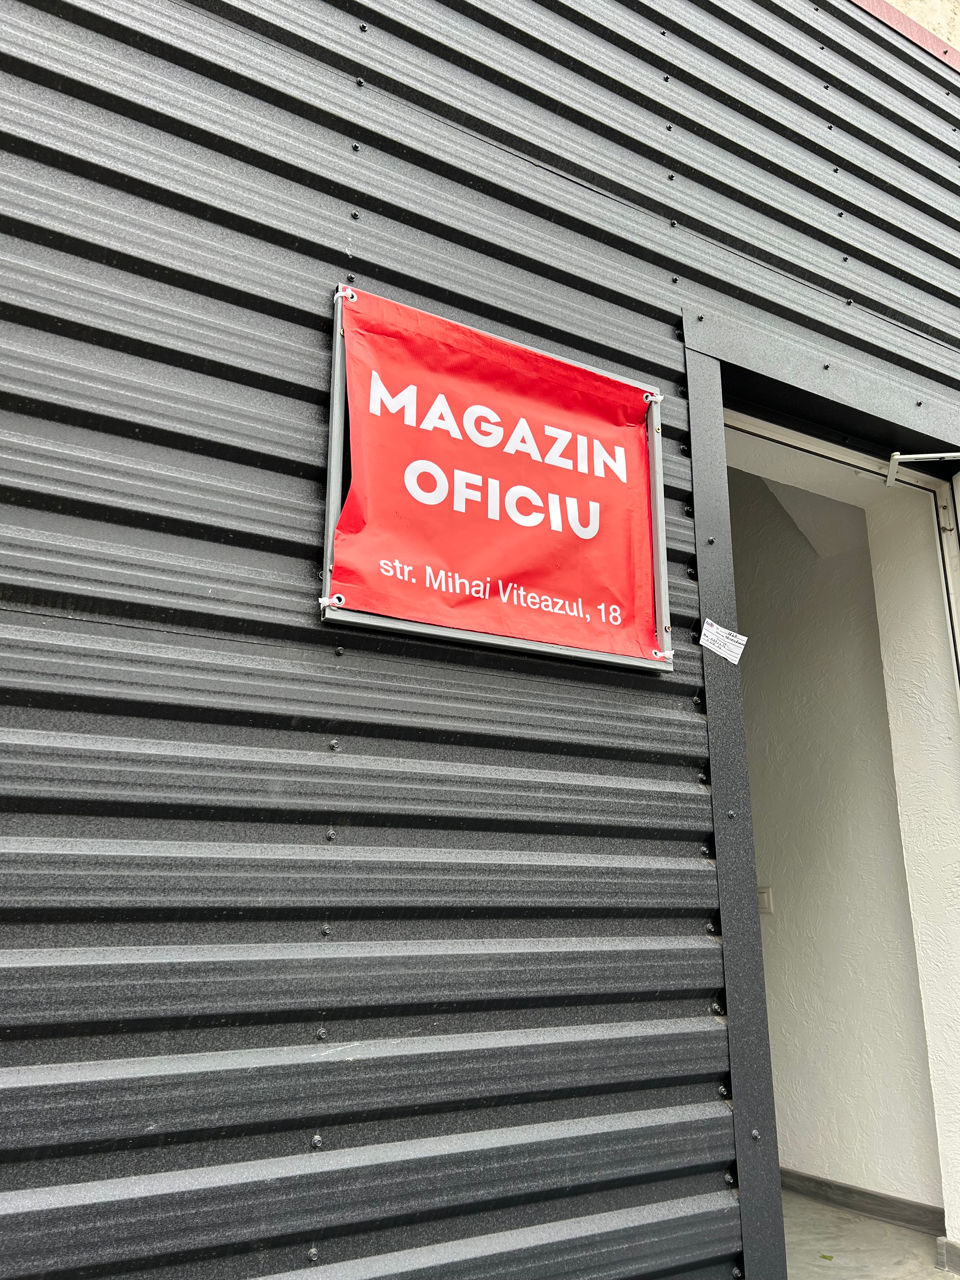 MAGAZIN
OFICIU
str. Mihai Viteazul, 18